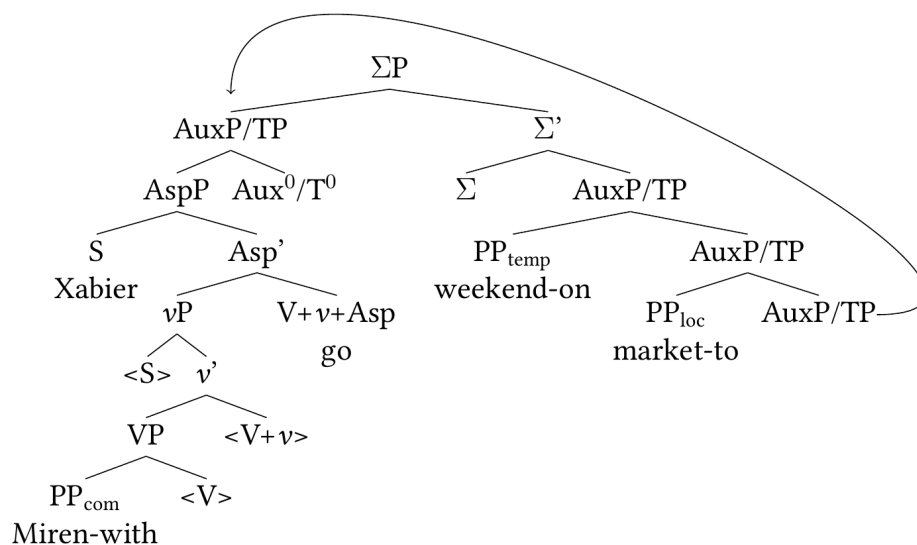 ΣP
AuxP/TP Σ’
AspP Aux⁰/T⁰ Σ AuxP/TP
S Asp’ PPtemp AuxP/TP
Xabier weekend-on
vP V+v+Asp PPloc AuxP/TP
go market-to
<S> v’
VP <V+v>
PPcom <V>
Miren-with